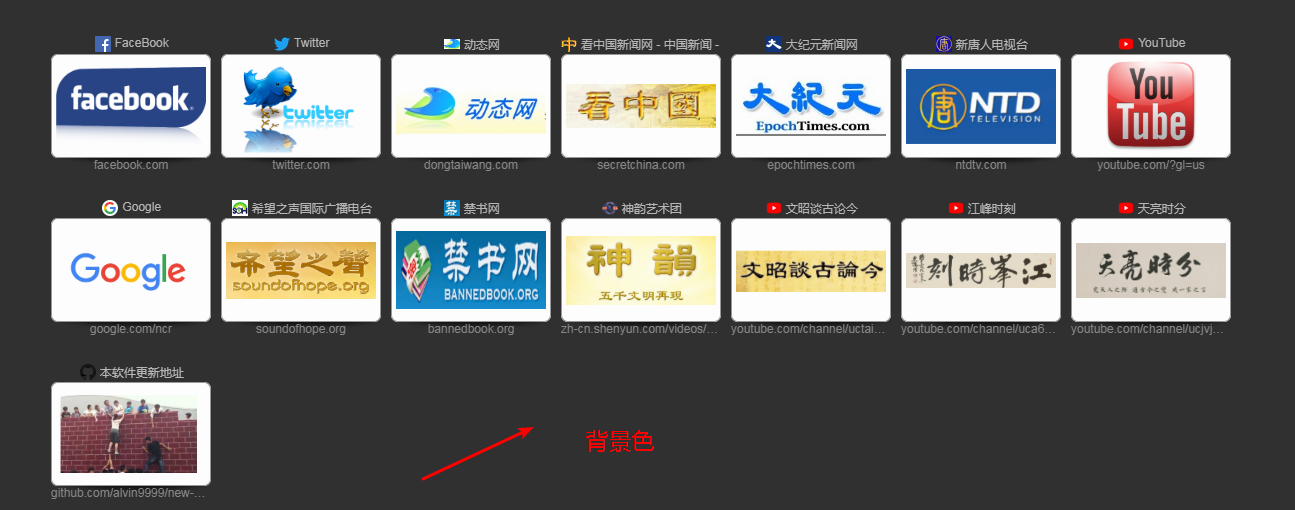 FaceBook
Twitter
动态网
看中国新闻网 - 中国新闻 -
大纪元新闻网
新唐人电视台
YouTube
facebook.
twitter
动态网
看中國
大紀元
EpochTimes.com
唐 NTD
TELEVISION
You
Tube
facebook.com
twitter.com
dongtaiwang.com
secretchina.com
epochtimes.com
ntdtv.com
youtube.com/?gl=us
Google
希望之声国际广播电台
禁书网
神韵艺术团
文昭谈古论今
江峰时刻
天亮时分
Google
希望之聲
soundofhope.org
禁书网
BANNEDBOOK.ORG
神韻
五千文明再現
文昭談古論今
刻時峯江
天亮時分
google.com/ncr
soundofhope.org
bannedbook.org
zh-cn.shenyun.com/videos/...
youtube.com/channel/uctai...
youtube.com/channel/uca6...
youtube.com/channel/ucjvj...
本软件更新地址
github.com/alvin9999/new-...
背景色